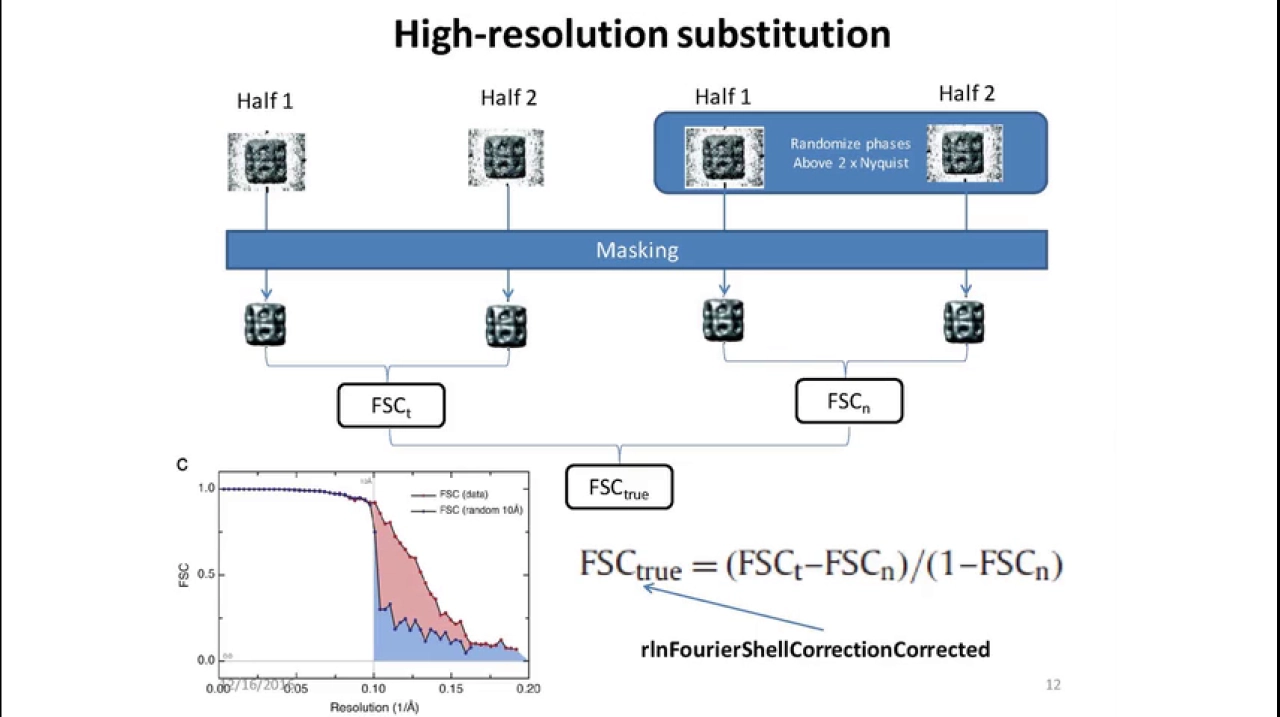 High-resolution substitution
Half 1
Half 2
Half 1
Half 2
Randomize phases
Above 2 x Nyquist
Masking
FSCt
FSCn
FSCtrue
C
1.0
0.5
0.0
FSC
10Å
FSC (data)
FSC (random 10Å)
0.00 0.05 0.10 0.15 0.20
Resolution (1/Å)
FSCtrue = (FSCt–FSCn)/(1–FSCn)
rlnFourierShellCorrectionCorrected
12